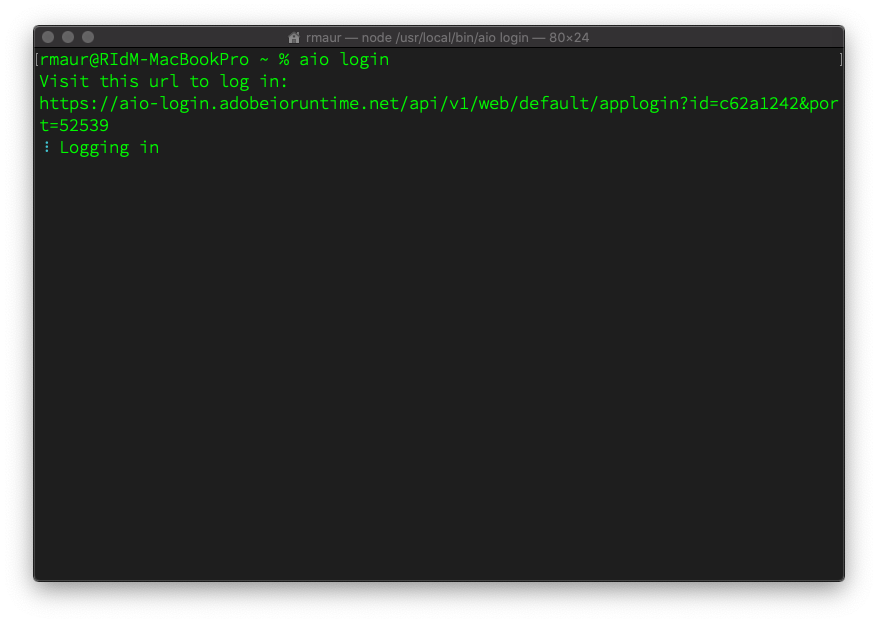 rmaur — node /usr/local/bin/aio login — 80×24
[rmaur@RIdM-MacBookPro ~ % aio login ]
Visit this url to log in:
https://aio-login.adobeioruntime.net/api/v1/web/default/applogin?id=c62a1242&por
t=52539
⠸ Logging in